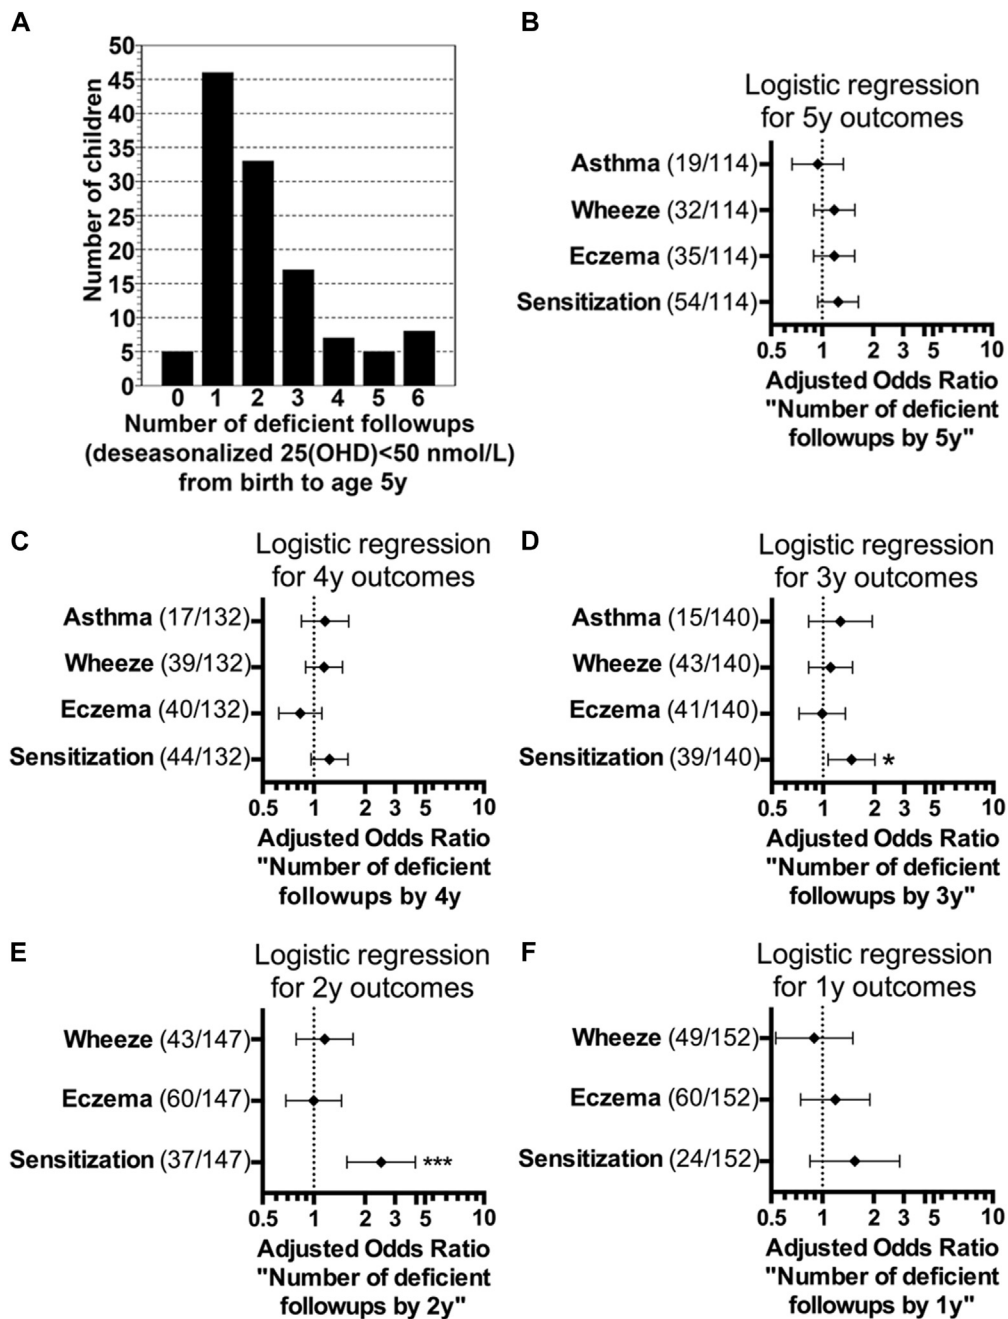 A
Number of children
50
45
40
35
30
25
20
15
10
5
0
0 1 2 3 4 5 6
Number of deficient followups
(deseasonalized 25(OHD)<50 nmol/L)
from birth to age 5y
B
Logistic regression
for 5y outcomes
Asthma (19/114)
Wheeze (32/114)
Eczema (35/114)
Sensitization (54/114)
0.5 1 2 3 5 10
Adjusted Odds Ratio
"Number of deficient
followups by 5y"
C
Logistic regression
for 4y outcomes
Asthma (17/132)
Wheeze (39/132)
Eczema (40/132)
Sensitization (44/132)
0.5 1 2 3 5 10
Adjusted Odds Ratio
"Number of deficient
followups by 4y
D
Logistic regression
for 3y outcomes
Asthma (15/140)
Wheeze (43/140)
Eczema (41/140)
Sensitization (39/140)
*
0.5 1 2 3 5 10
Adjusted Odds Ratio
"Number of deficient
followups by 3y"
E
Logistic regression
for 2y outcomes
Wheeze (43/147)
Eczema (60/147)
Sensitization (37/147)
***
0.5 1 2 3 5 10
Adjusted Odds Ratio
"Number of deficient
followups by 2y"
F
Logistic regression
for 1y outcomes
Wheeze (49/152)
Eczema (60/152)
Sensitization (24/152)
0.5 1 2 3 5 10
Adjusted Odds Ratio
"Number of deficient
followups by 1y"